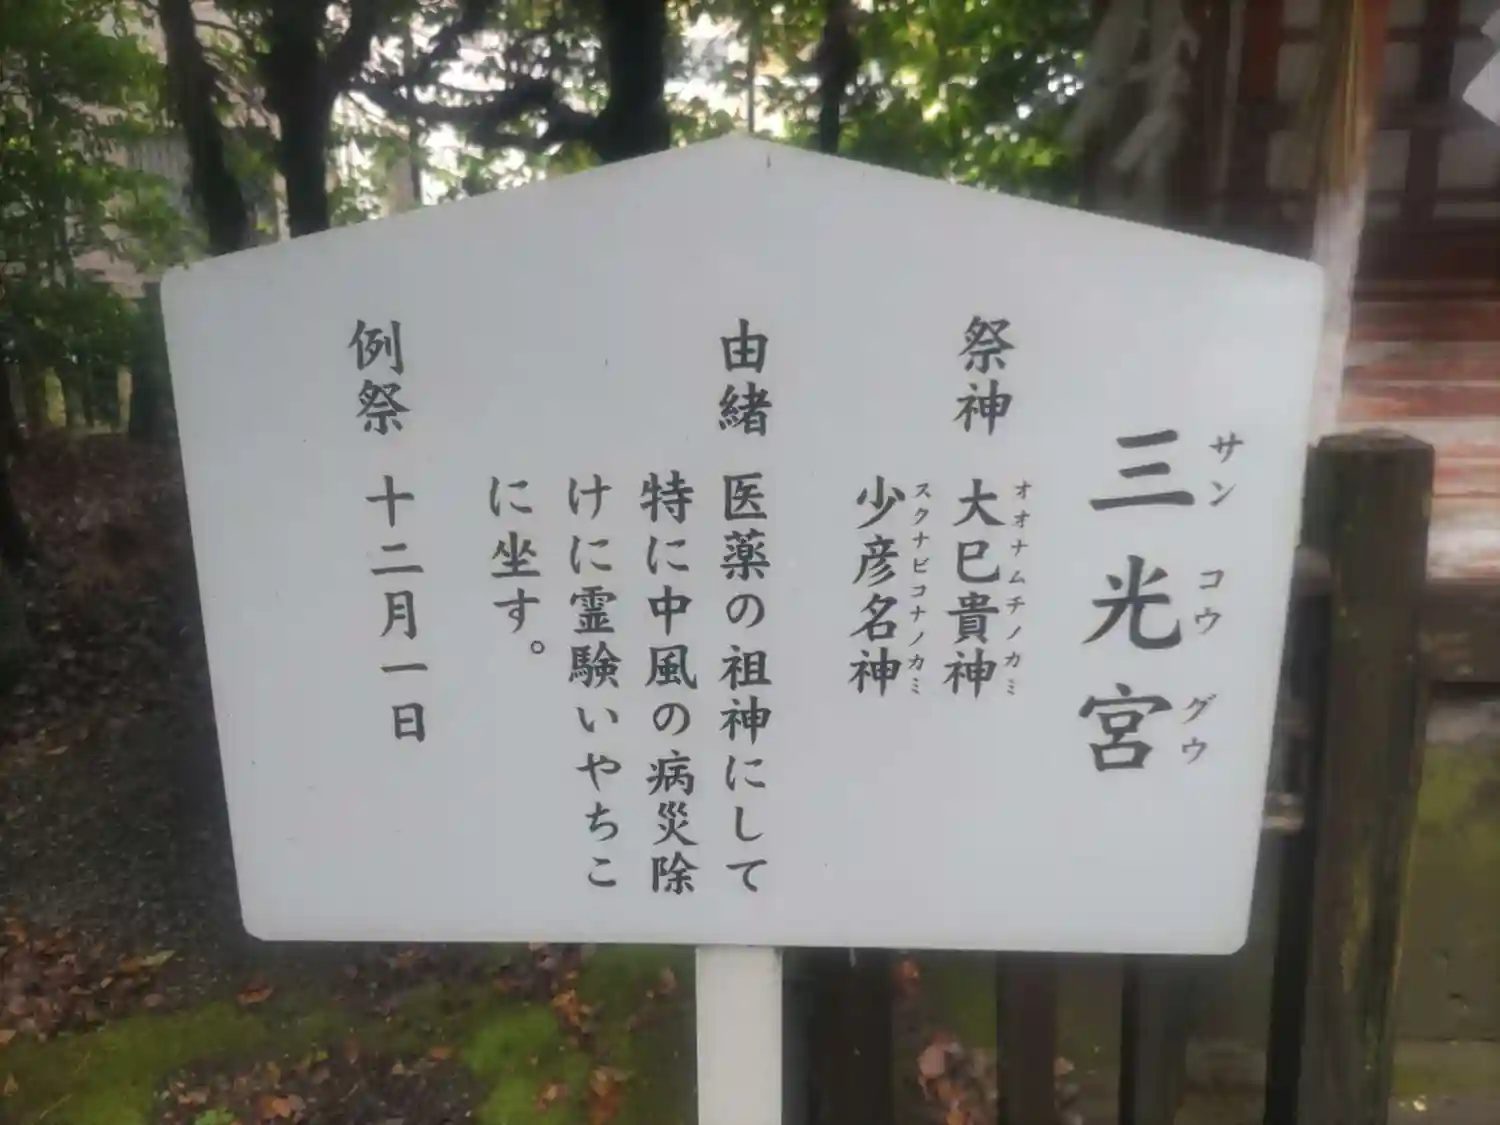 三光宮
サンコウグウ
祭神 大巳貴神
オオナムチノカミ
少彦名神
スクナビコナノカミ
由緒 医薬の祖神にして
特に中風の病災除
けに霊験いやちこ
に坐す。
例祭 十二月一日